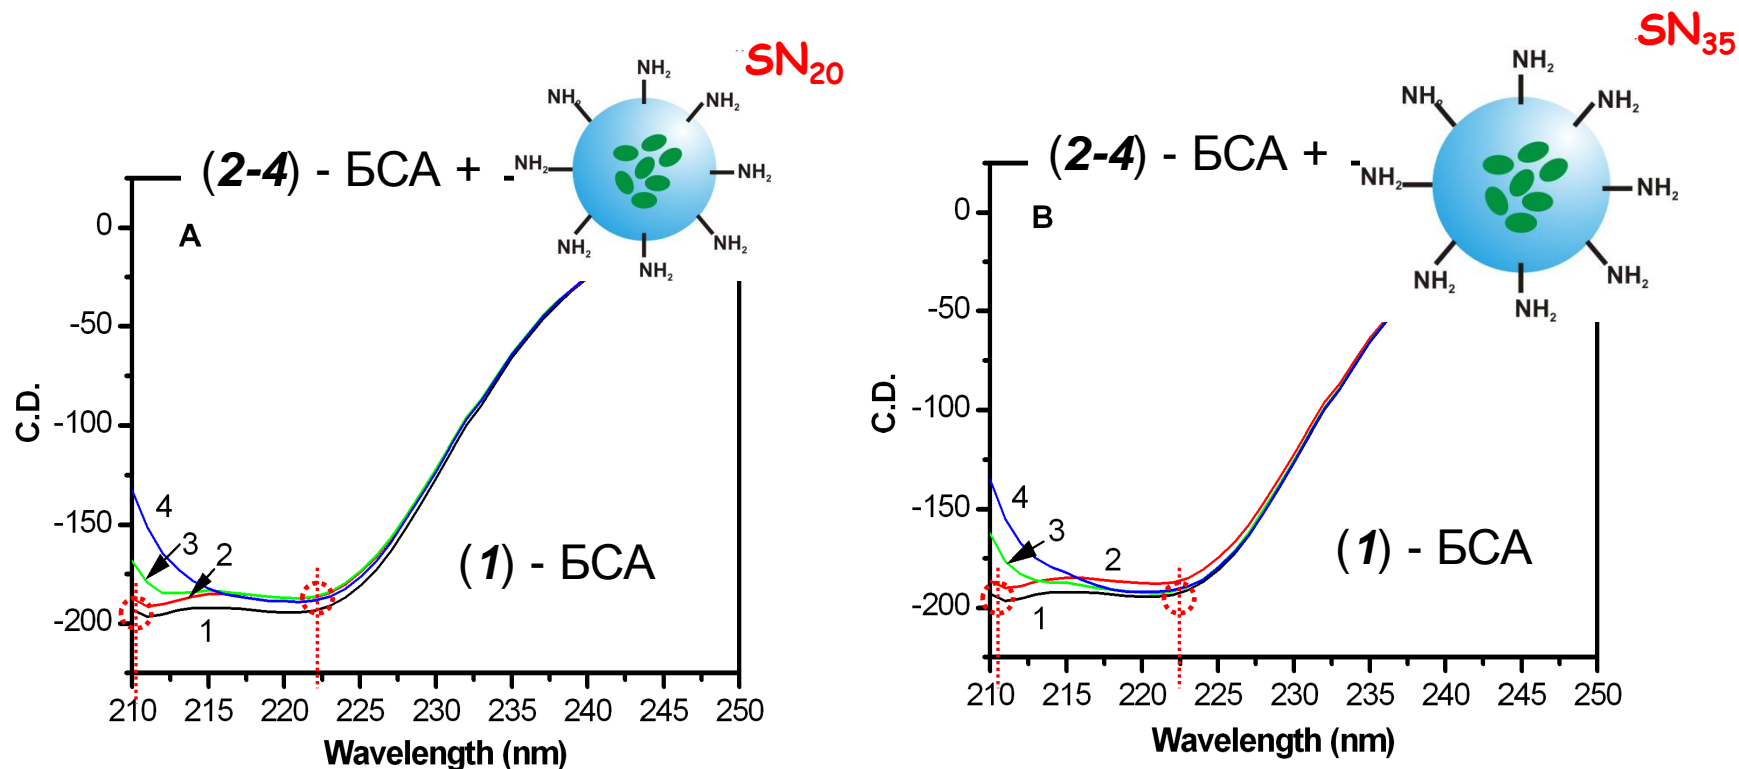 SN20
NH2
NH2
NH2
(2-4) - БСА +
NH2
NH2
NH2
NH2
NH2
A
0
-50
-100
-150
-200
C.D.
4
3
2
1
(1) - БСА
210 215 220 225 230 235 240 245 250
Wavelength (nm)
SN35
NH2
NH2
NH2
(2-4) - БСА +
NH2
NH2
NH2
NH2
NH2
B
0
-50
-100
-150
-200
C.D.
4
3
2
1
(1) - БСА
210 215 220 225 230 235 240 245 250
Wavelength (nm)